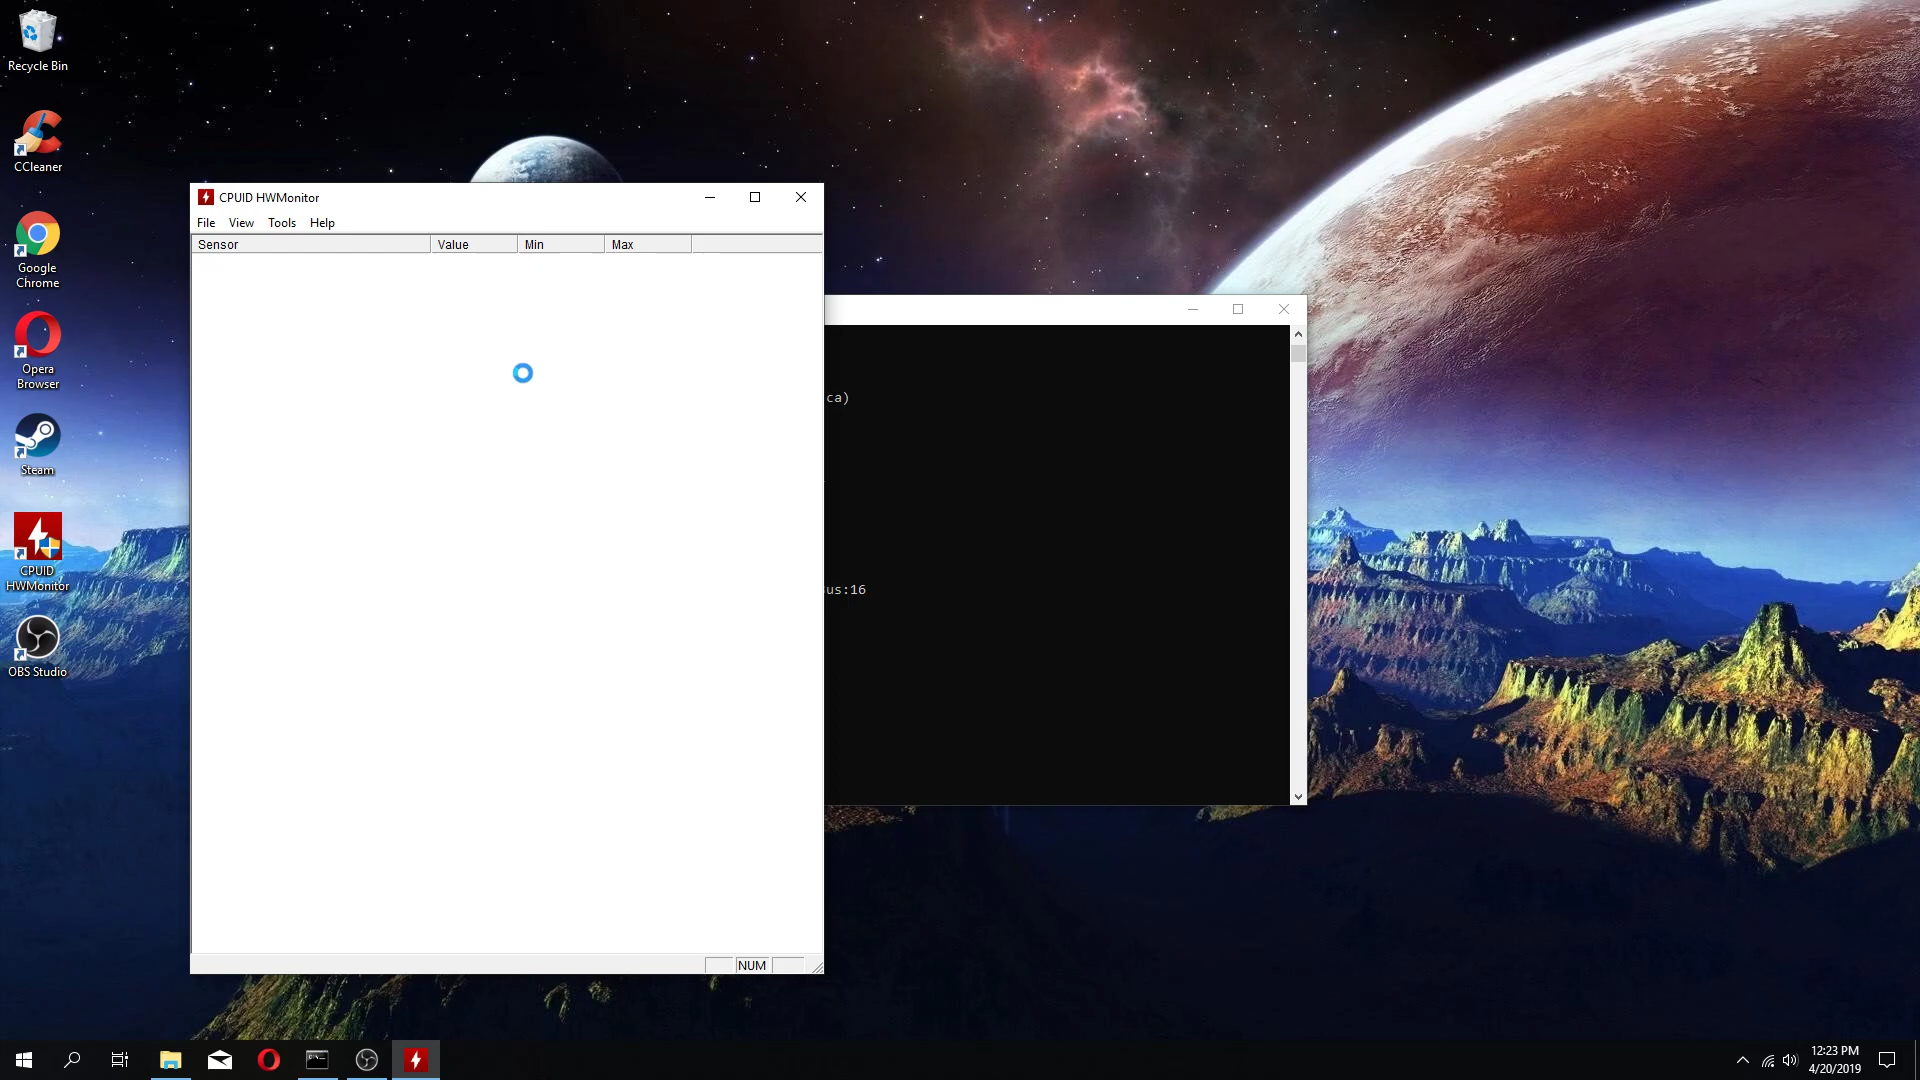 Recycle Bin
CCleaner
Google
Chrome
Opera
Browser
Steam
CPUID
HWMonitor
OBS Studio
CPUID HWMonitor
File View Tools Help
Sensor Value Min Max
NUM
ca)
us:16
12:23 PM
4/20/2019